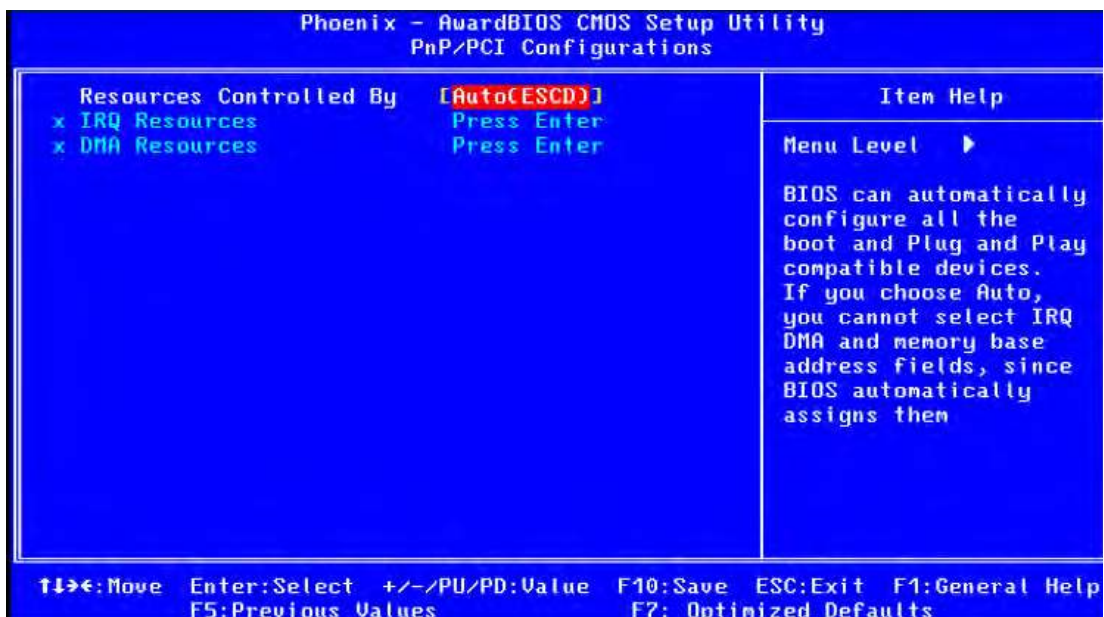 Phoenix - AwardBIOS CMOS Setup Utility
PnP/PCI Configurations
Resources Controlled By [Auto(ESCD)]
x IRQ Resources Press Enter
x DMA Resources Press Enter
Item Help
Menu Level ▶
BIOS can automatically
configure all the
boot and Plug and Play
compatible devices.
If you choose Auto,
you cannot select IRQ
DMA and memory base
address fields, since
BIOS automatically
assigns them
↑↓→←:Move Enter:Select +/-/PU/PD:Value F10:Save ESC:Exit F1:General Help
F5:Previous Values F7: Optimized Defaults